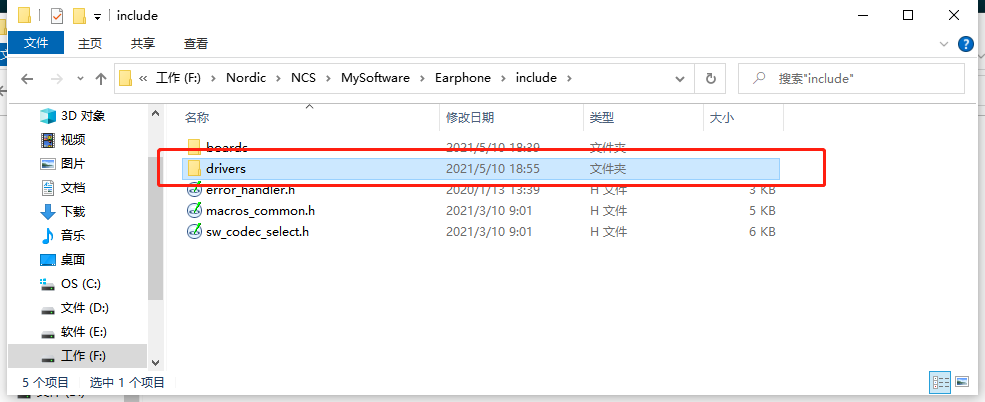 include
文件 主页 共享 查看
« 工作 (F:) › Nordic › NCS › MySoftware › Earphone › include ›
搜索"include"
名称 修改日期 类型 大小
3D 对象
视频
图片
文档
下载
音乐
桌面
OS (C:)
文件 (D:)
软件 (E:)
工作 (F:)
boards 2021/5/10 18:39 文件夹
drivers 2021/5/10 18:55 文件夹
error_handler.h 2020/1/13 13:39 H 文件 3 KB
macros_common.h 2021/3/10 9:01 H 文件 5 KB
sw_codec_select.h 2021/3/10 9:01 H 文件 6 KB
5 个项目 选中 1 个项目